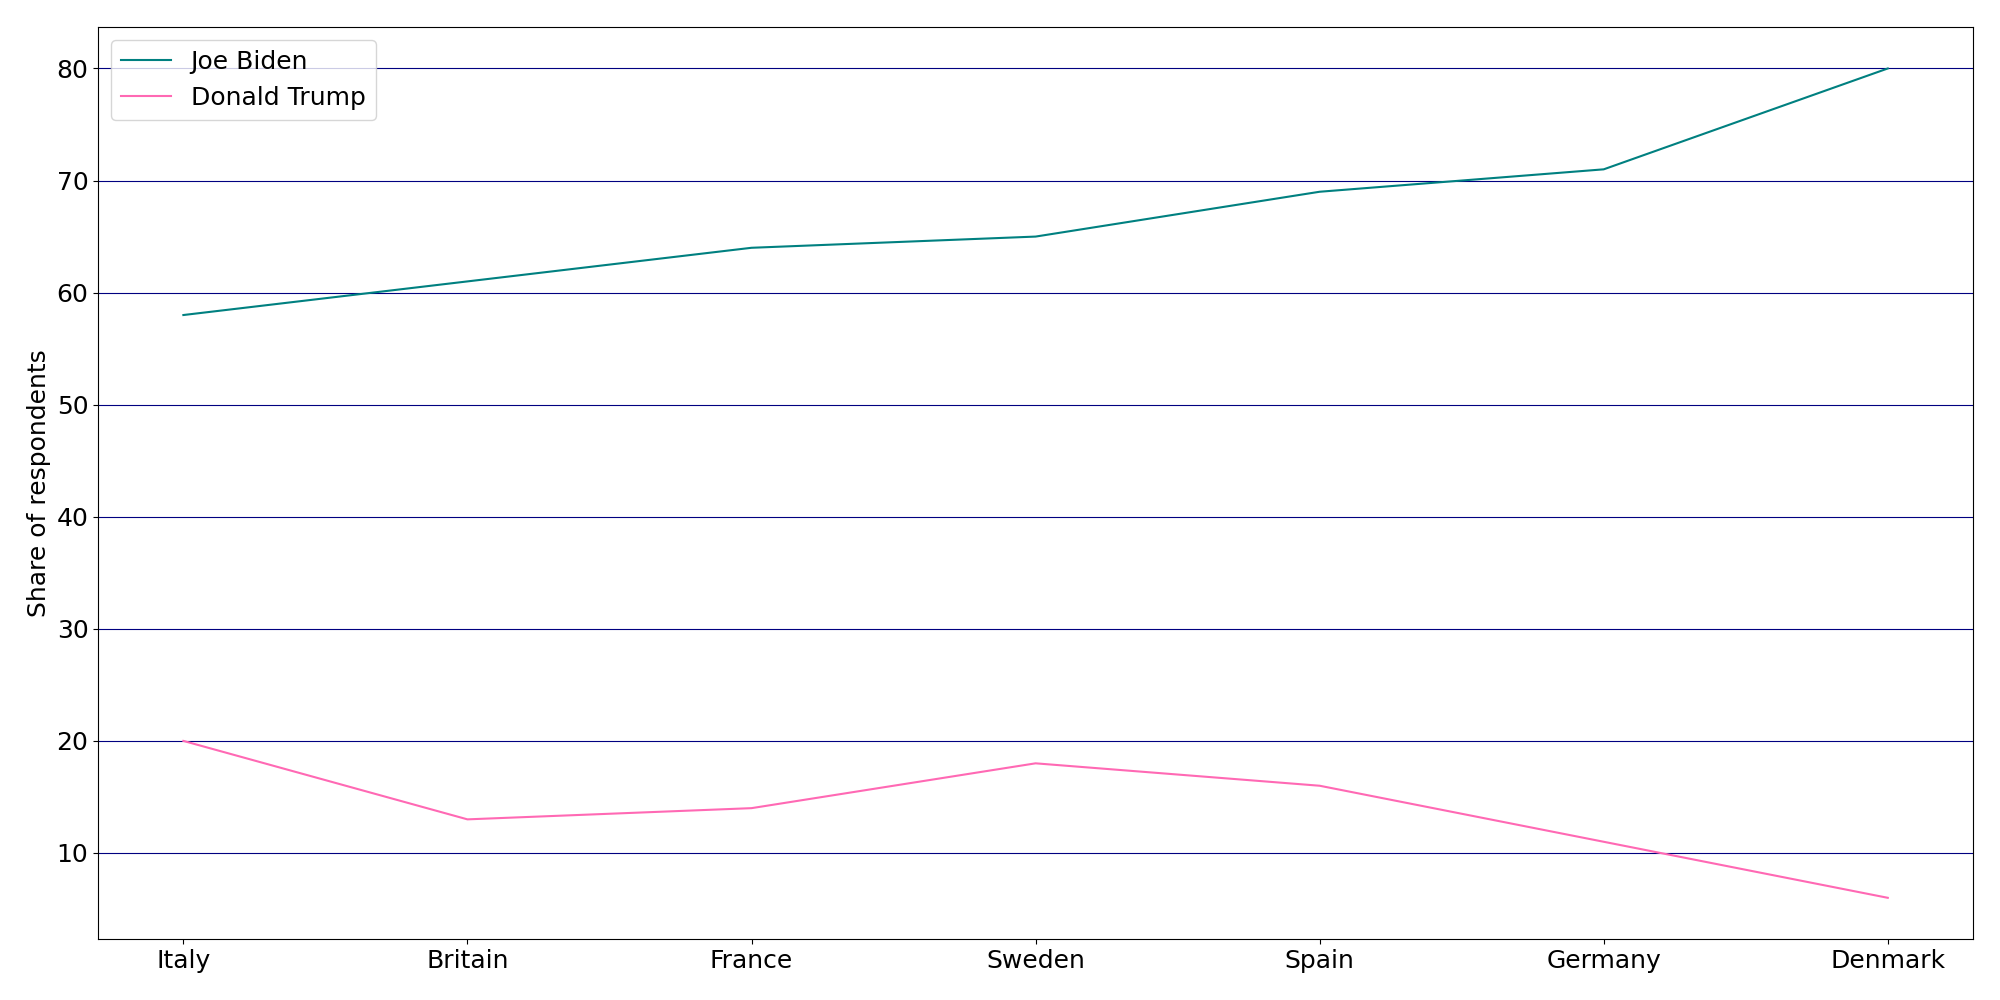 Joe Biden
Donald Trump
Share of respondents
80
70
60
50
40
30
20
10
Italy Britain France Sweden Spain Germany Denmark